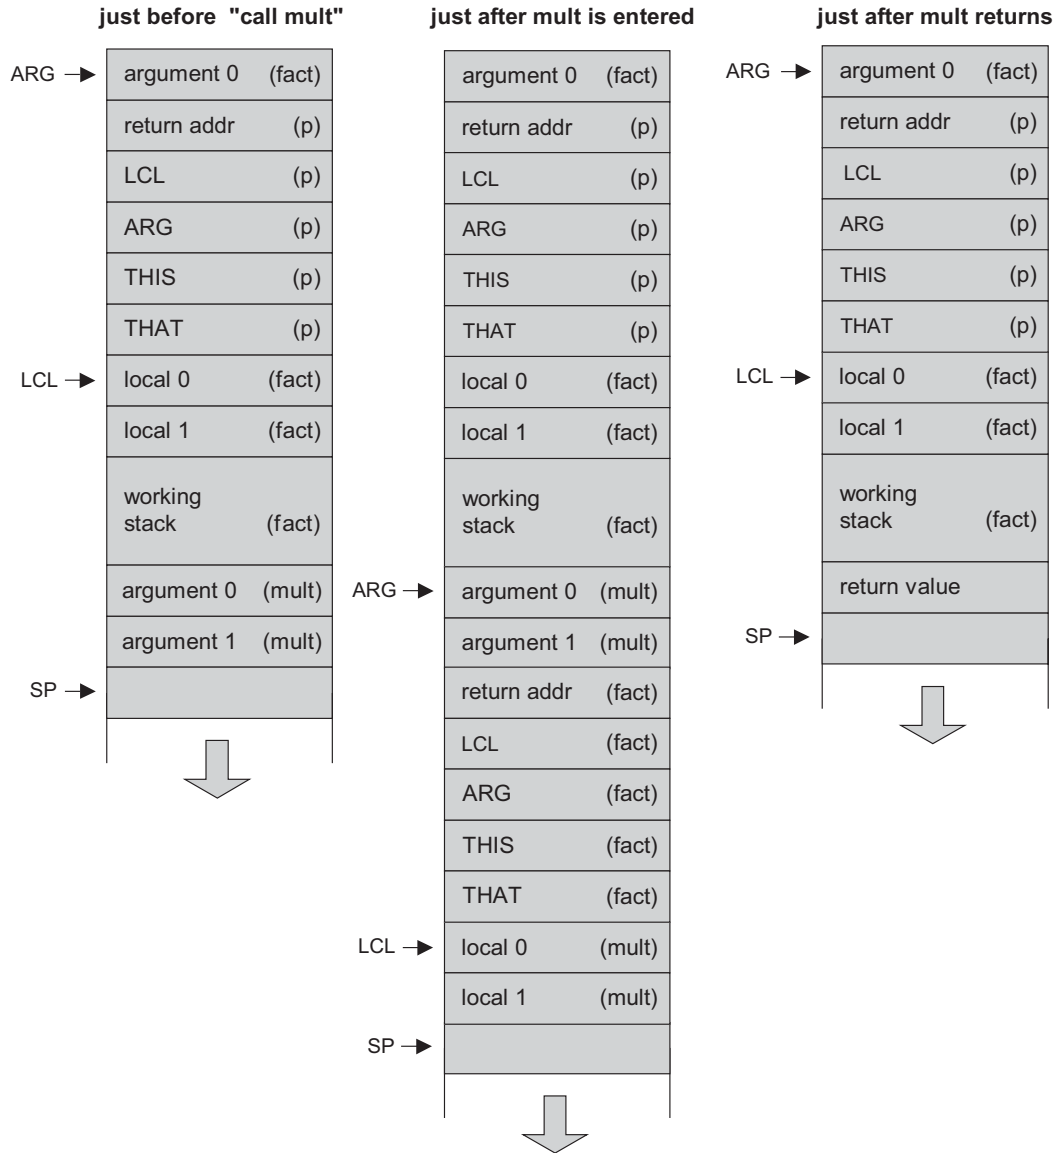 just before "call mult"
ARG argument 0 (fact)
return addr (p)
LCL (p)
ARG (p)
THIS (p)
THAT (p)
LCL local 0 (fact)
local 1 (fact)
working
stack (fact)
argument 0 (mult)
argument 1 (mult)
SP
just after mult is entered
argument 0 (fact)
return addr (p)
LCL (p)
ARG (p)
THIS (p)
THAT (p)
local 0 (fact)
local 1 (fact)
working
stack (fact)
ARG argument 0 (mult)
argument 1 (mult)
return addr (fact)
LCL (fact)
ARG (fact)
THIS (fact)
THAT (fact)
LCL local 0 (mult)
local 1 (mult)
SP
just after mult returns
ARG argument 0 (fact)
return addr (p)
LCL (p)
ARG (p)
THIS (p)
THAT (p)
LCL local 0 (fact)
local 1 (fact)
working
stack (fact)
return value
SP